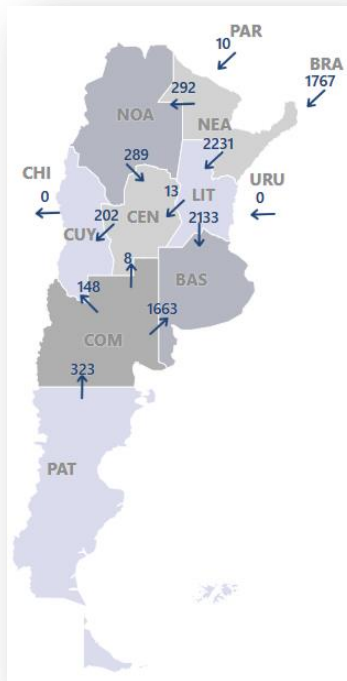 PAR
10
BRA
1767
292
NOA
NEA
2231
289
CHI
0
13
LIT
URU
0
202
CEN
2133
CUY
8
BAS
148
1663
COM
323
PAT